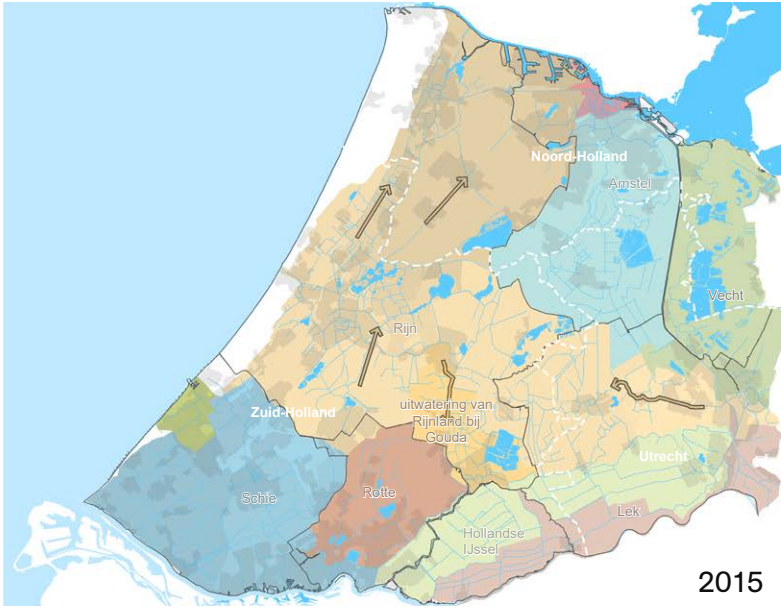 Noord-Holland
Amstel
Vecht
Rijn
uitwatering van
Rijnland bij
Gouda
Zuid-Holland
Utrecht
Schie
Rotte
Lek
Hollandse
IJssel
2015